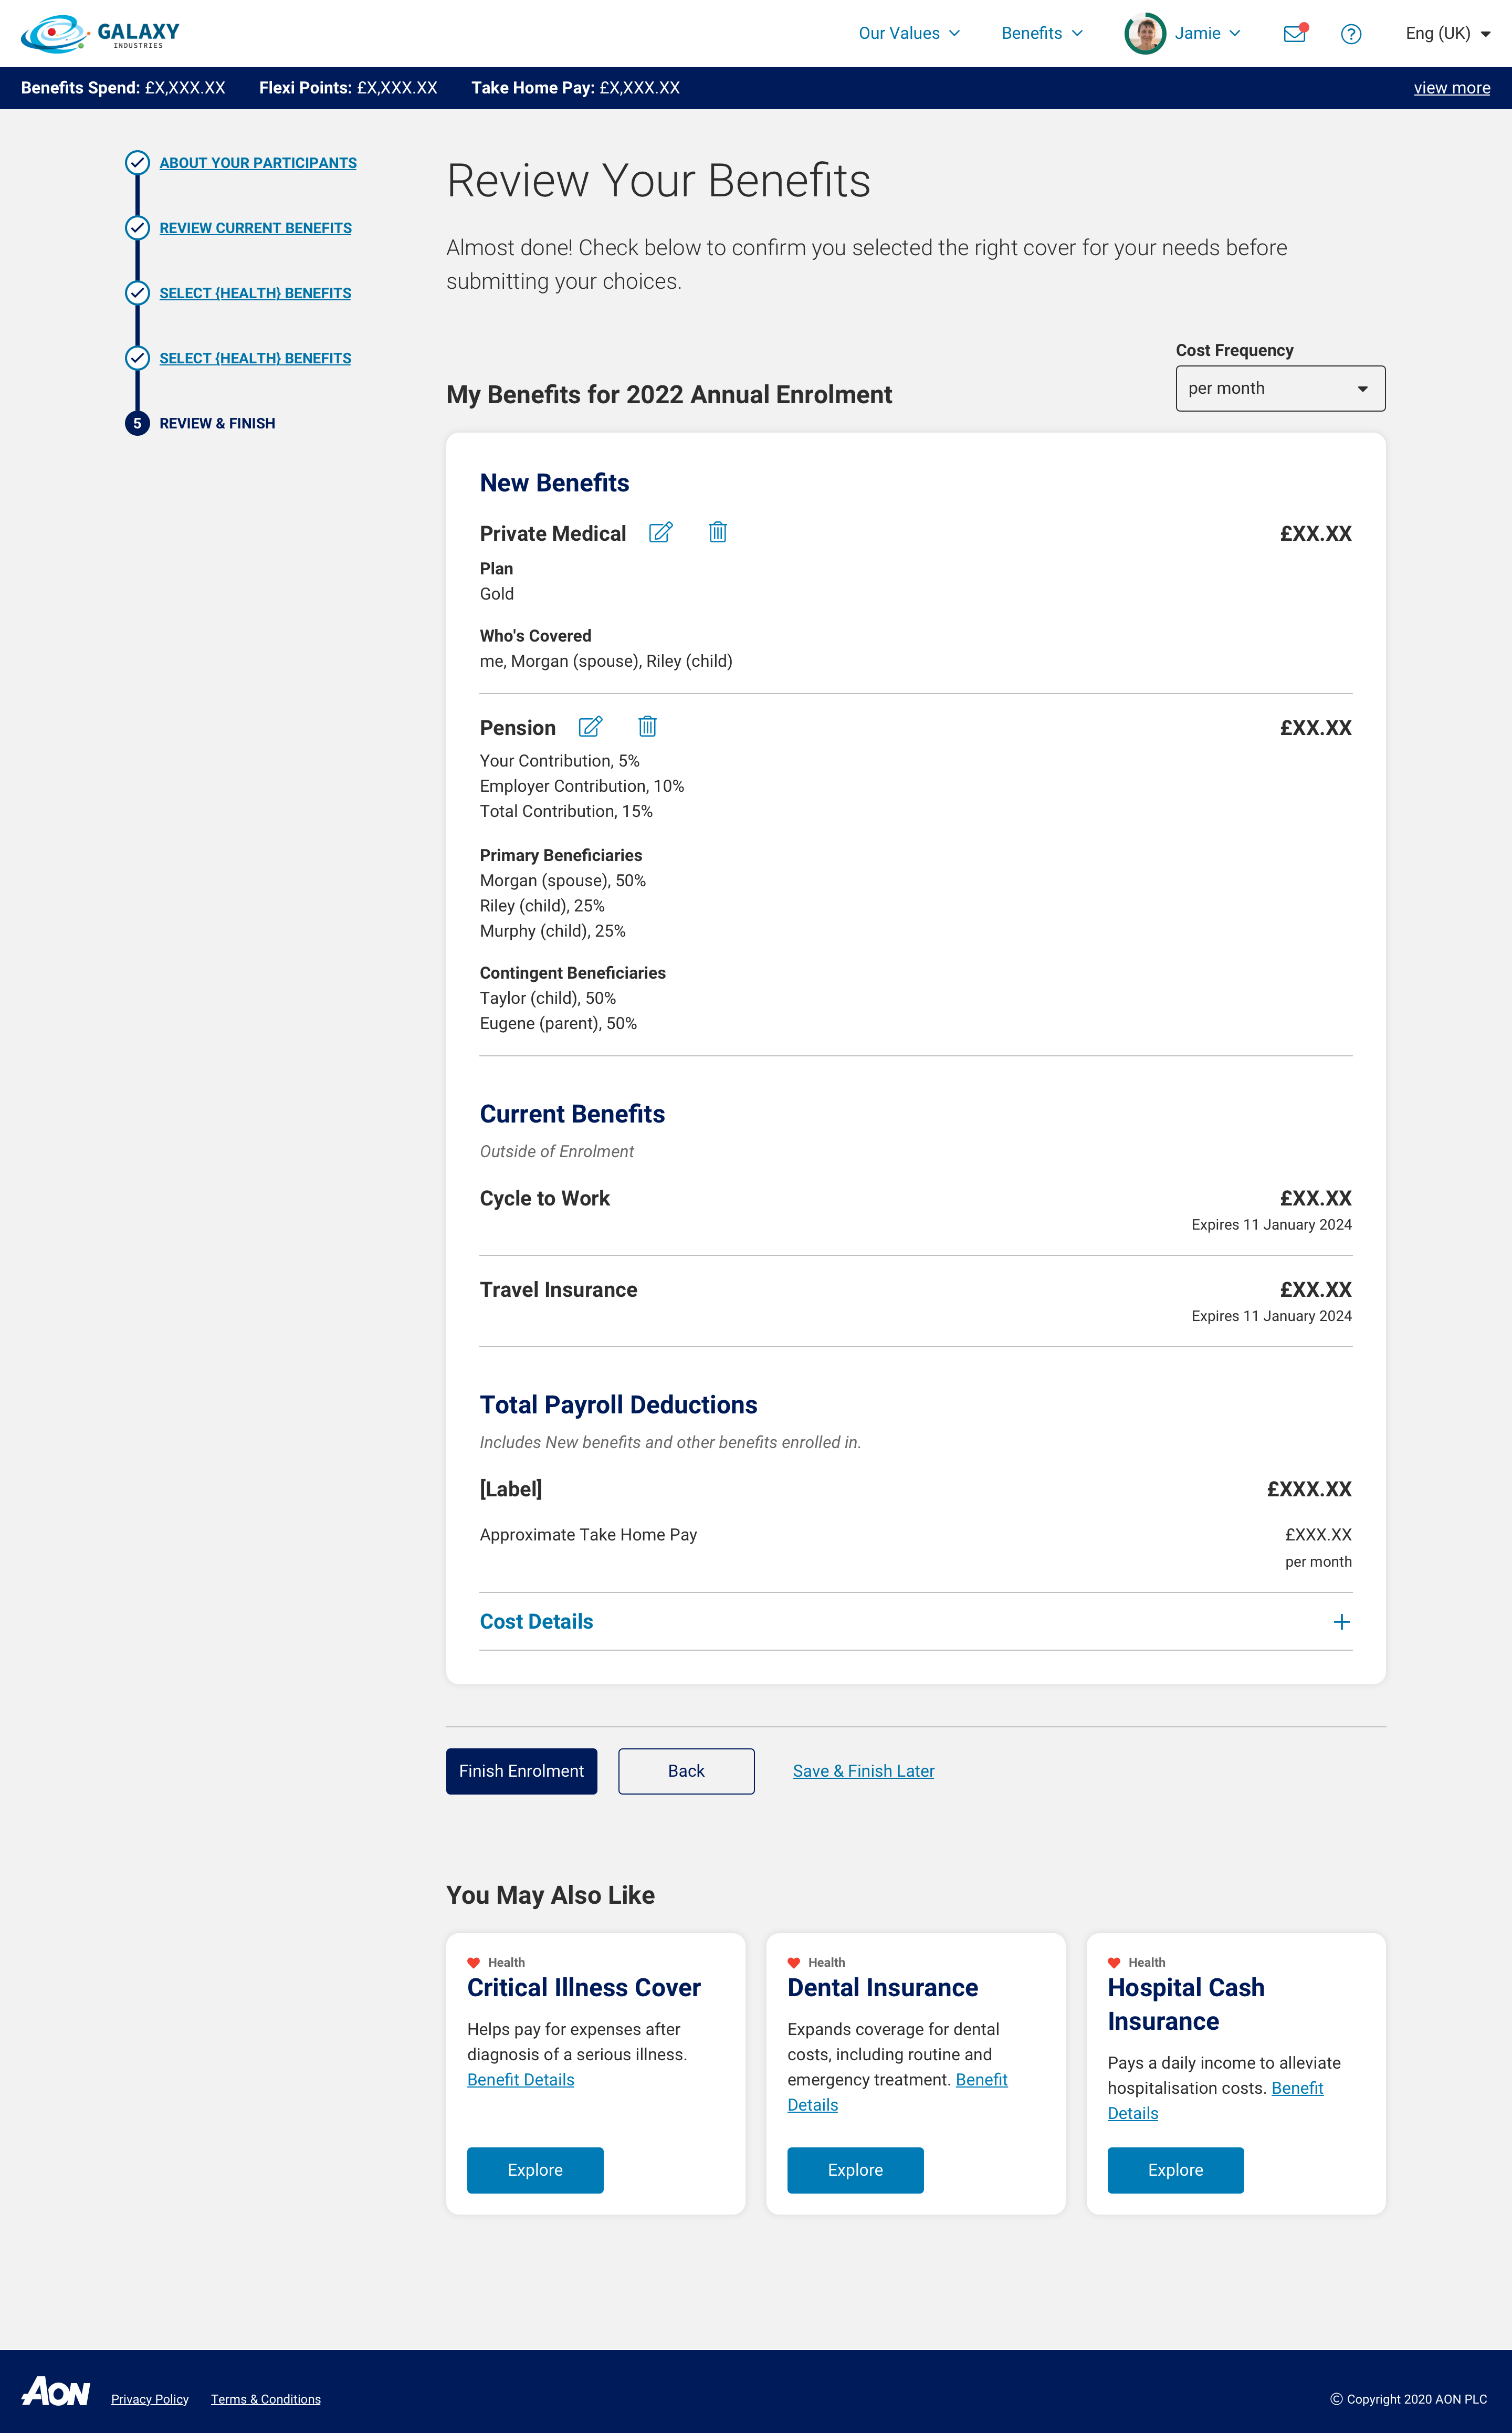 GALAXY
INDUSTRIES
Our Values
Benefits
Jamie
Eng (UK)
Benefits Spend: £X,XXX.XX
Flexi Points: £X,XXX.XX
Take Home Pay: £X,XXX.XX
view more
ABOUT YOUR PARTICIPANTS
REVIEW CURRENT BENEFITS
SELECT {HEALTH} BENEFITS
SELECT {HEALTH} BENEFITS
5 REVIEW & FINISH
Review Your Benefits
Almost done! Check below to confirm you selected the right cover for your needs before
submitting your choices.
Cost Frequency
per month
My Benefits for 2022 Annual Enrolment
New Benefits
Private Medical £XX.XX
Plan
Gold
Who's Covered
me, Morgan (spouse), Riley (child)
Pension £XX.XX
Your Contribution, 5%
Employer Contribution, 10%
Total Contribution, 15%
Primary Beneficiaries
Morgan (spouse), 50%
Riley (child), 25%
Murphy (child), 25%
Contingent Beneficiaries
Taylor (child), 50%
Eugene (parent), 50%
Current Benefits
Outside of Enrolment
Cycle to Work £XX.XX
Expires 11 January 2024
Travel Insurance £XX.XX
Expires 11 January 2024
Total Payroll Deductions
Includes New benefits and other benefits enrolled in.
[Label] £XXX.XX
Approximate Take Home Pay £XXX.XX
per month
Cost Details
Finish Enrolment
Back
Save & Finish Later
You May Also Like
Health
Critical Illness Cover
Helps pay for expenses after
diagnosis of a serious illness.
Benefit Details
Explore
Health
Dental Insurance
Expands coverage for dental
costs, including routine and
emergency treatment. Benefit
Details
Explore
Health
Hospital Cash
Insurance
Pays a daily income to alleviate
hospitalisation costs. Benefit
Details
Explore
AON
Privacy Policy
Terms & Conditions
© Copyright 2020 AON PLC